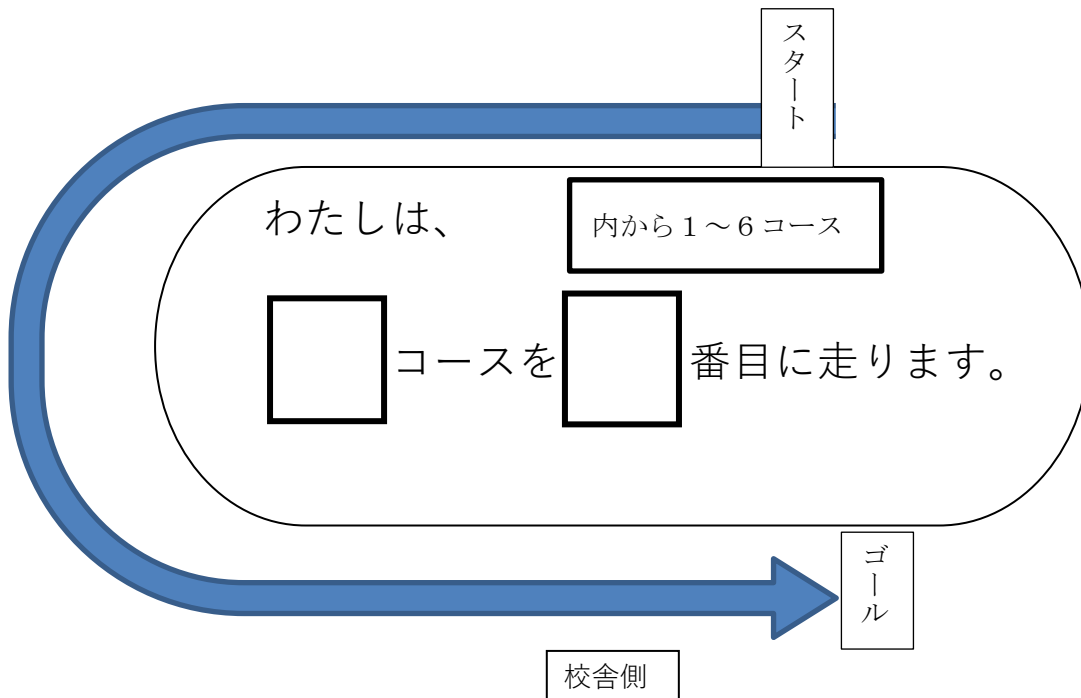 スタート
わたしは、
内から１～６コース
コースを
番目に走ります。
ゴール
校舎側